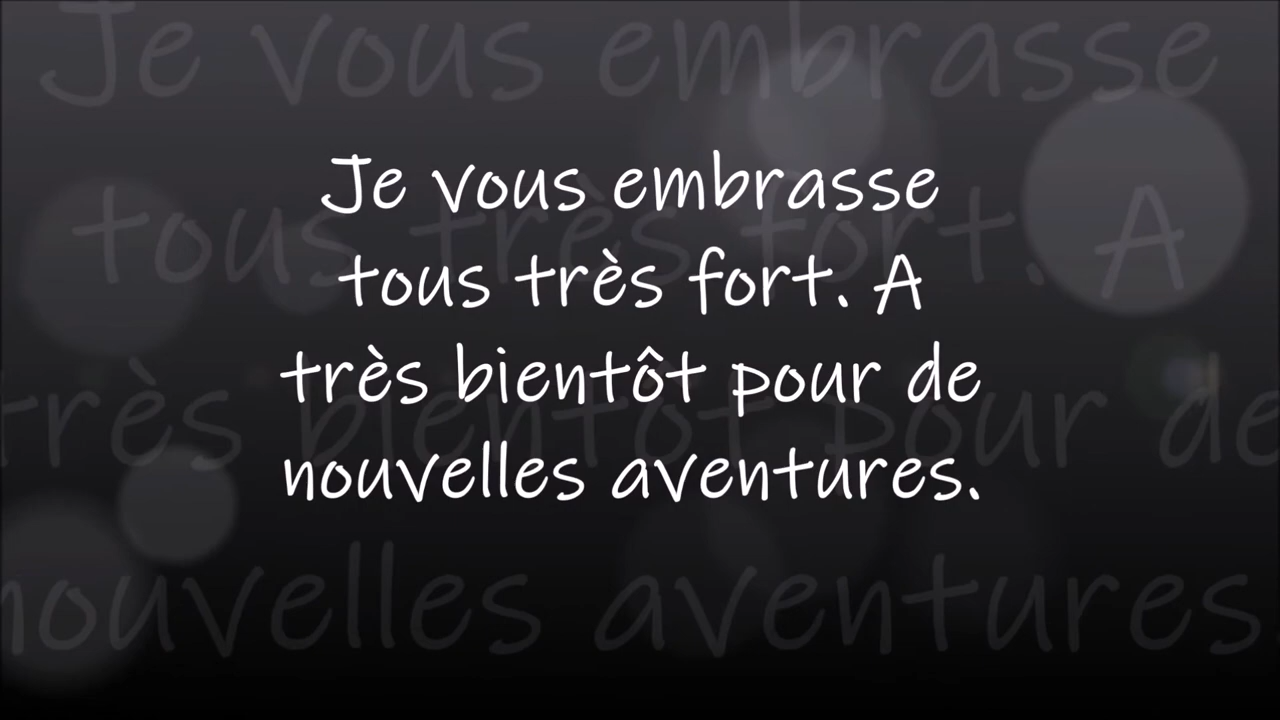 Je vous embrasse
tous très fort. A
très bientôt pour de
nouvelles aventures.